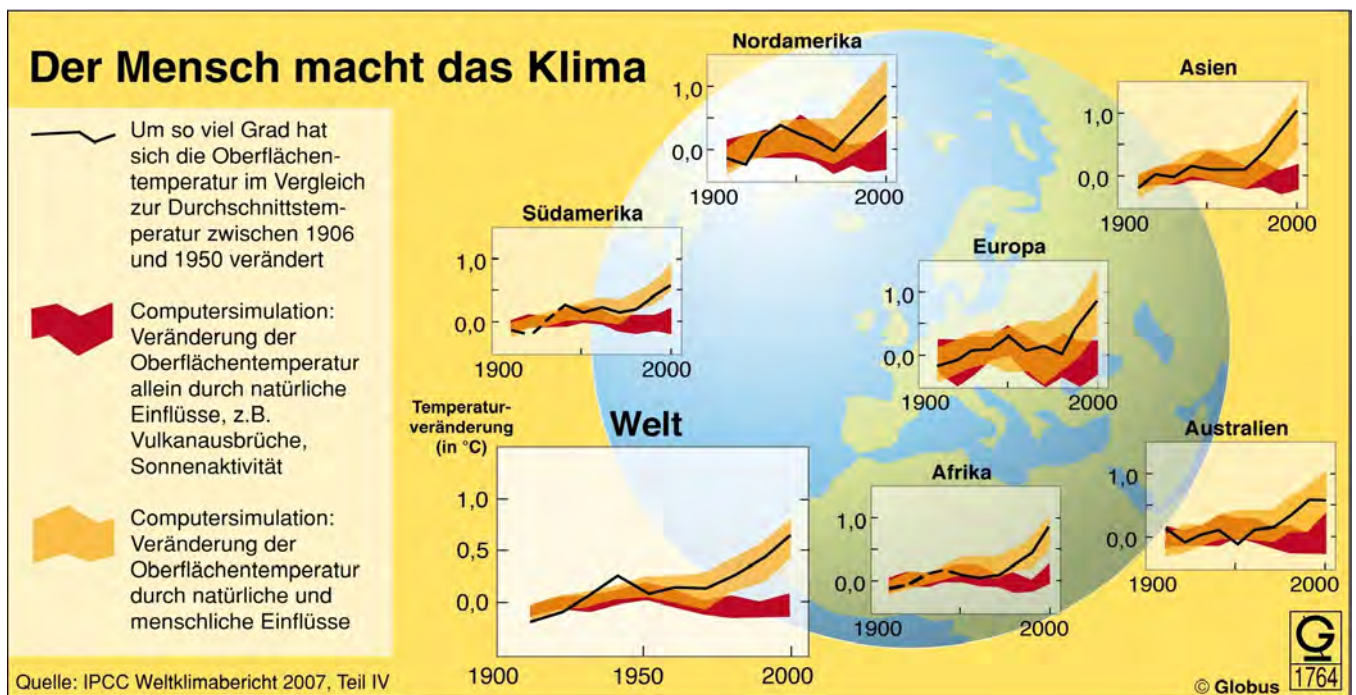 Der Mensch macht das Klima
Um so viel Grad hat
sich die Oberflächen-
temperatur im Vergleich
zur Durchschnittstem-
peratur zwischen 1906
und 1950 verändert
Computersimulation:
Veränderung der
Oberflächentemperatur
allein durch natürliche
Einflüsse, z.B.
Vulkanausbrüche,
Sonnenaktivität
Computersimulation:
Veränderung der
Oberflächentemperatur
durch natürliche und
menschliche Einflüsse
Quelle: IPCC Weltklimabericht 2007, Teil IV
Nordamerika
1,0
0,0
1900 2000
Asien
1,0
0,0
1900 2000
Südamerika
1,0
0,0
1900 2000
Europa
1,0
0,0
1900 2000
Temperatur-
veränderung
(in °C)
Welt
1,0
0,5
0,0
1900 1950 2000
Afrika
1,0
0,0
1900 2000
Australien
1,0
0,0
1900 2000
© Globus
G
1764